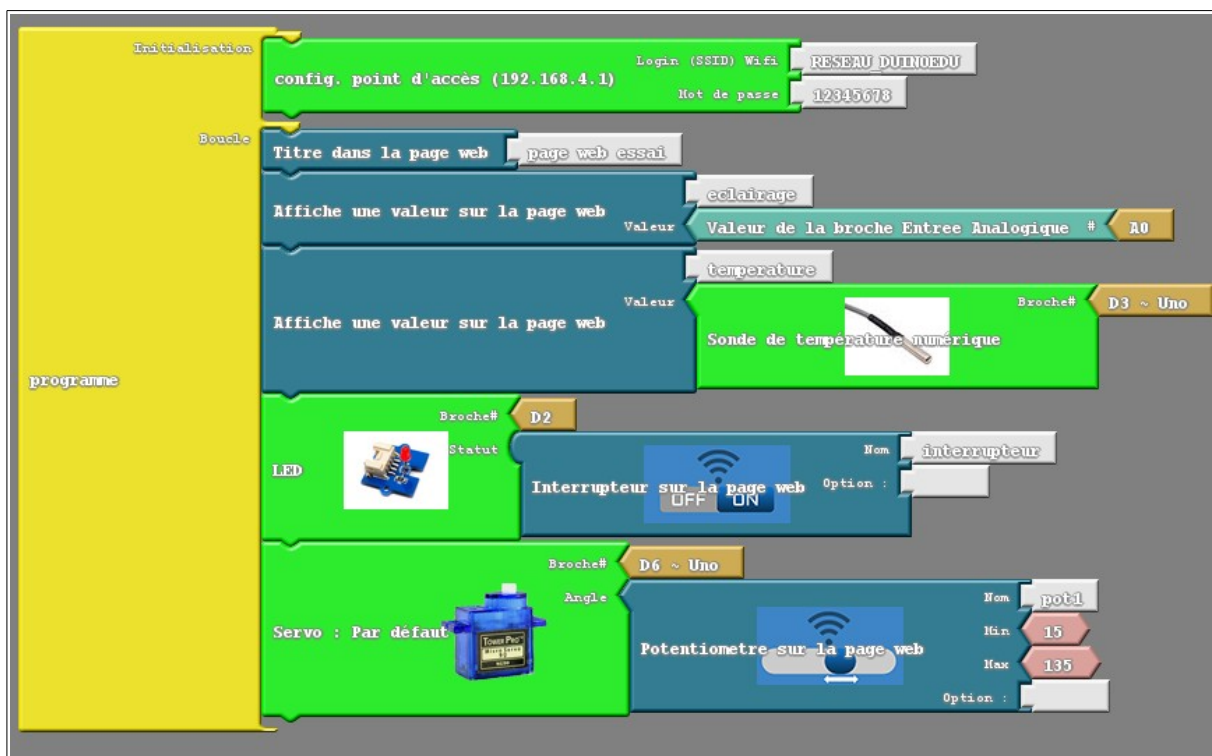 Initialisation
config. point d'accès (192.168.4.1)
Login (SSID) Wifi
RESEAU_DUINOEDU
Mot de passe
12345678
Boucle
Titre dans la page web
page web essai
Affiche une valeur sur la page web
eclairage
Valeur
Valeur de la broche Entree Analogique #
A0
Affiche une valeur sur la page web
temperature
Valeur
Sonde de température numérique
Broche#
D3 ~ Uno
programme
LED
Broche#
D2
Statut
Interrupteur sur la page web
OFF ON
Nom
interrupteur
Option :
Servo : Par défaut
Tower Pro
Broche#
D6 ~ Uno
Angle
Potentiometre sur la page web
Nom
pot1
Min
15
Max
135
Option :